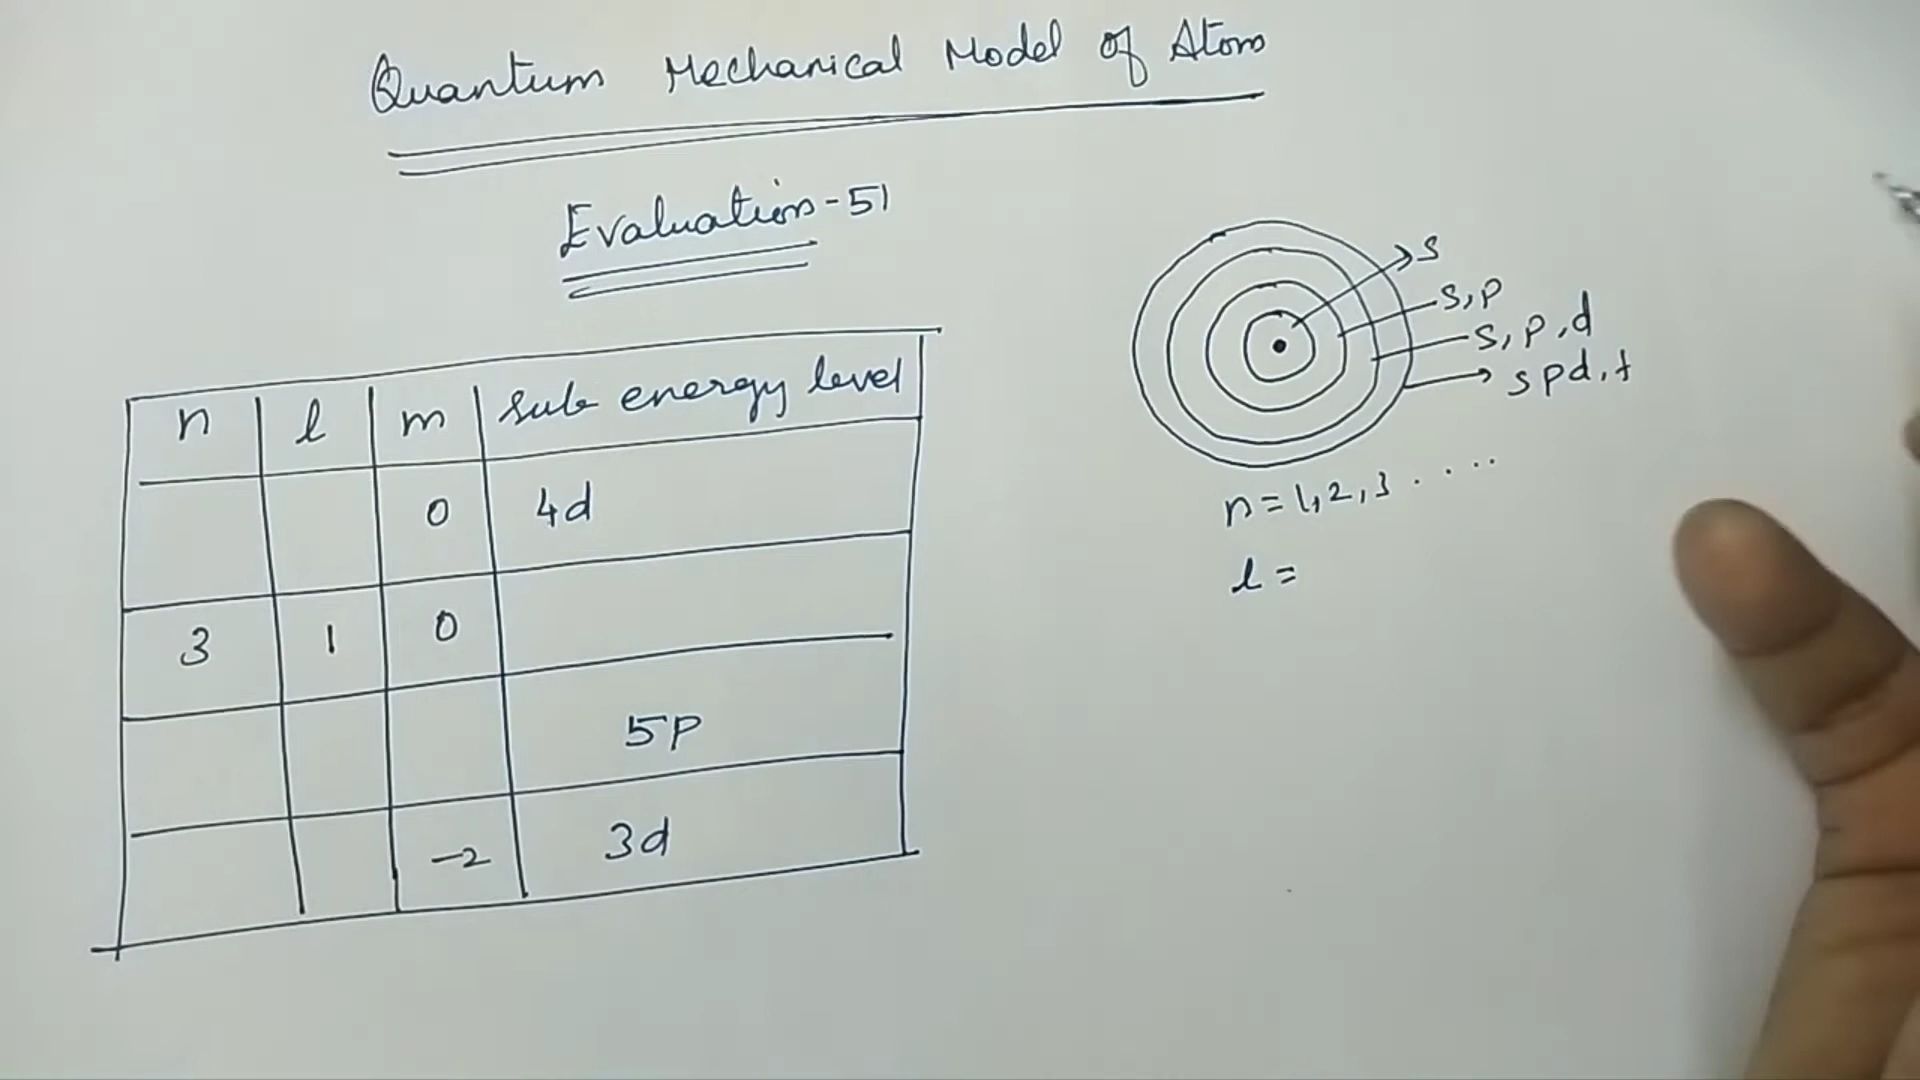 Quantum Mechanical Model of Atom
Evaluation-51
n l m sub energy level
0 4d
3 1 0
5p
-2 3d
s
s, p
s, p, d
s p d, f
n = 1, 2, 3 . . . . .
l =